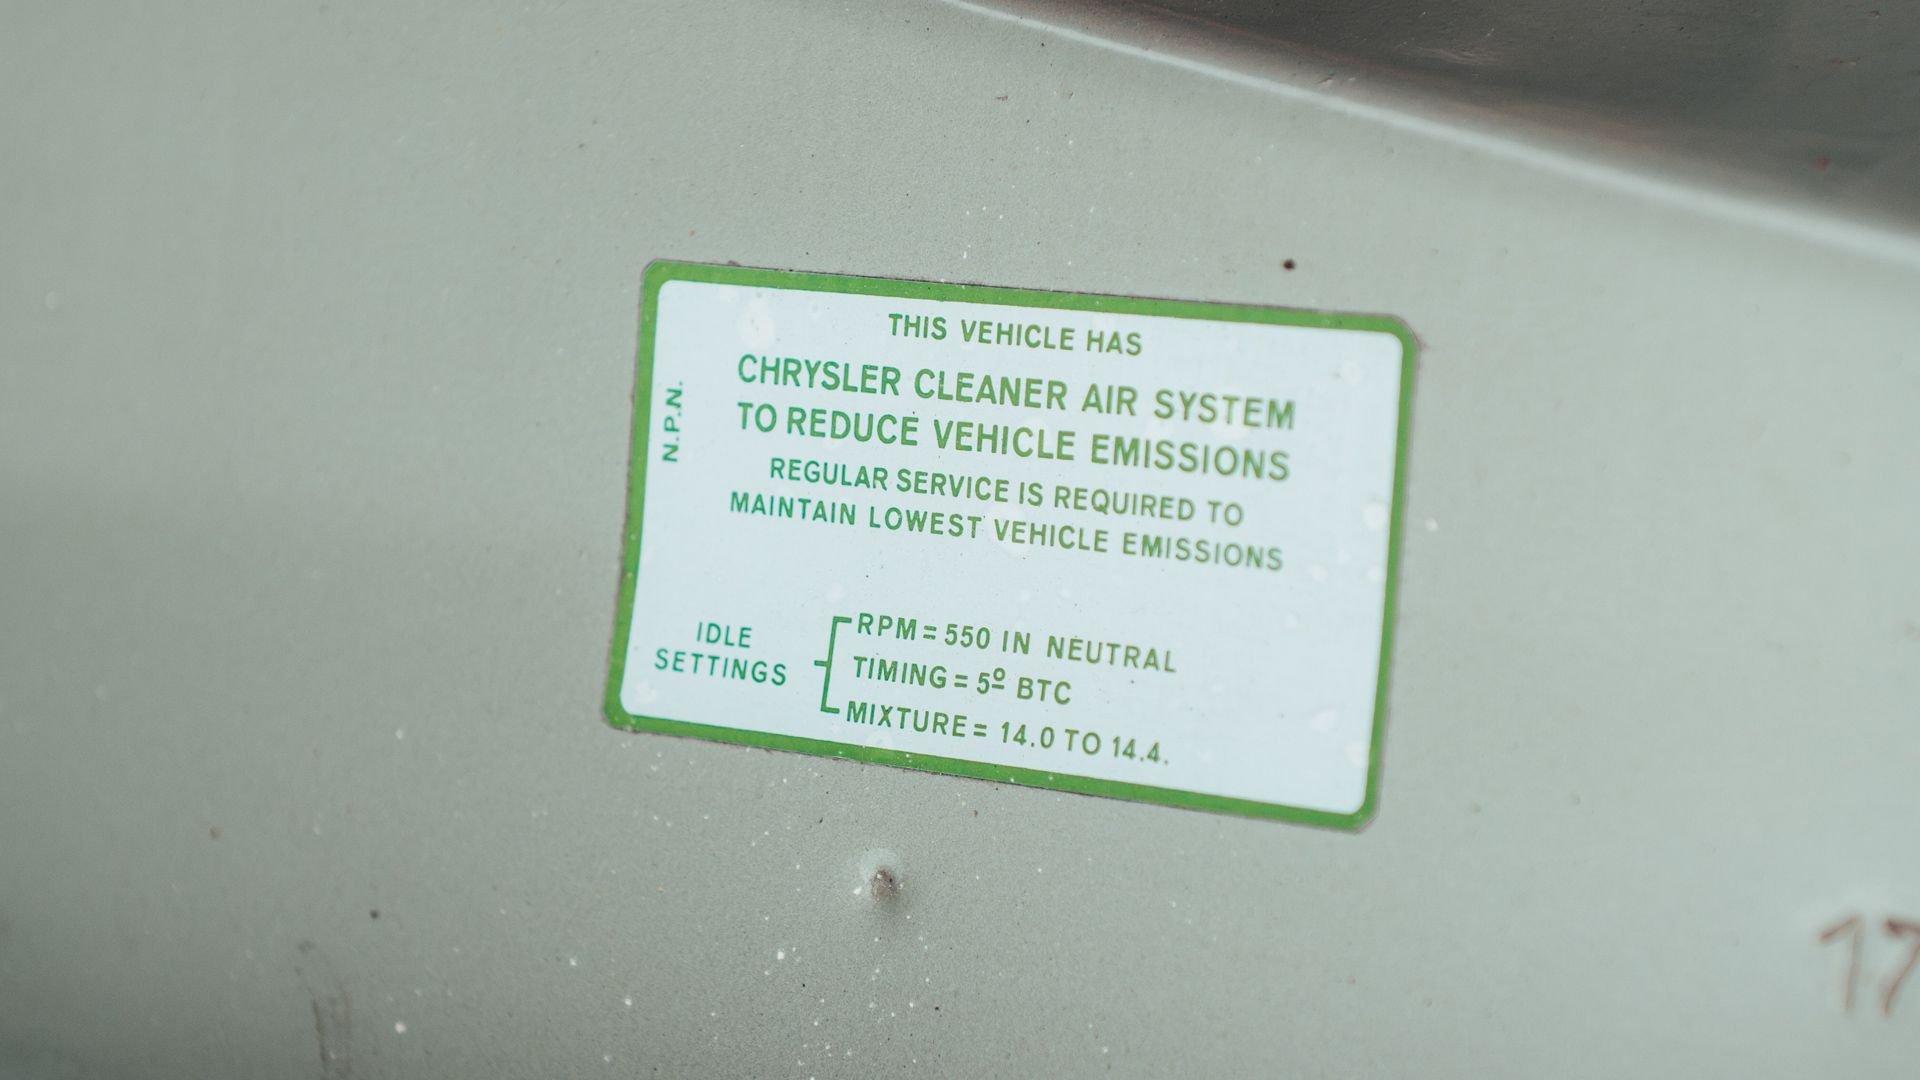 THIS VEHICLE HAS
CHRYSLER CLEANER AIR SYSTEM
TO REDUCE VEHICLE EMISSIONS
REGULAR SERVICE IS REQUIRED TO
MAINTAIN LOWEST VEHICLE EMISSIONS
N.P.N.
IDLE
SETTINGS
RPM = 550 IN NEUTRAL
TIMING = 5º BTC
MIXTURE = 14.0 TO 14.4.
17